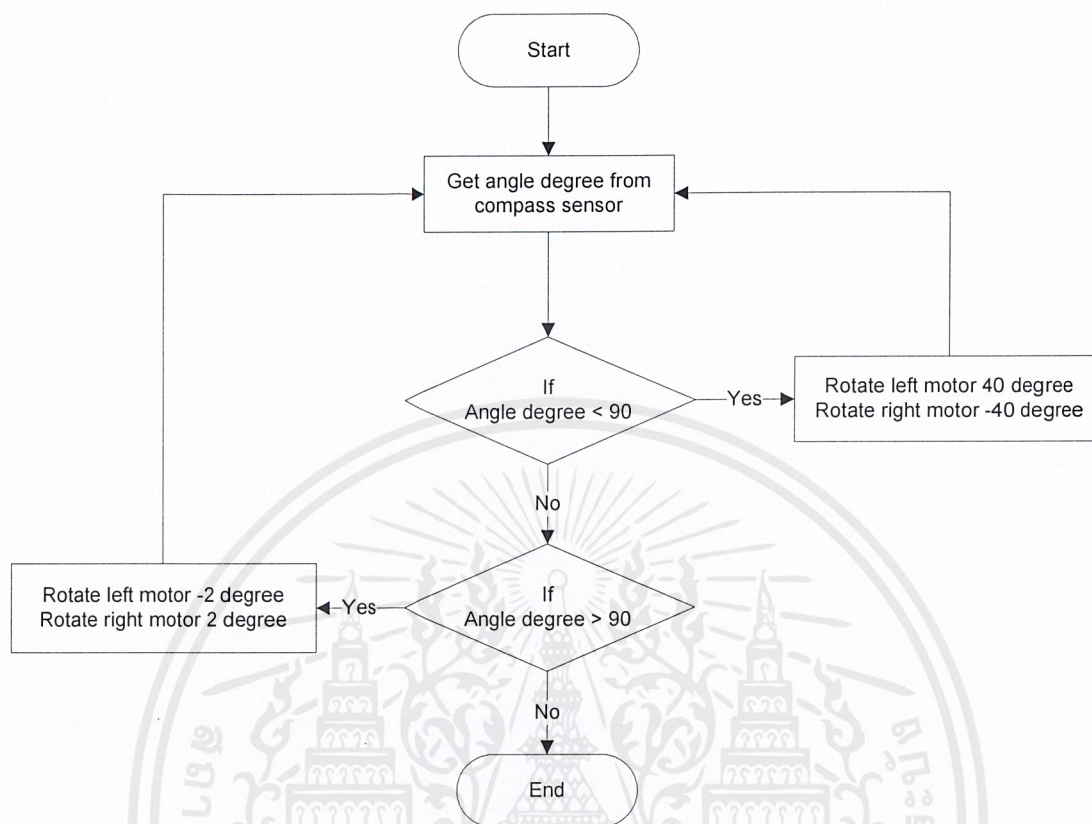 Start
Get angle degree from
compass sensor
If
Angle degree < 90
Yes
Rotate left motor 40 degree
Rotate right motor -40 degree
No
If
Angle degree > 90
Yes
Rotate left motor -2 degree
Rotate right motor 2 degree
No
End